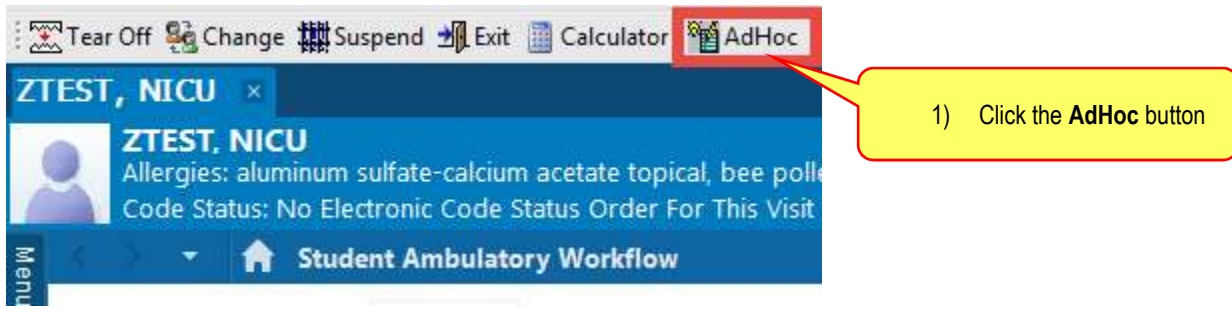 Tear Off Change Suspend Exit Calculator AdHoc
ZTEST, NICU ×
1) Click the AdHoc button
ZTEST, NICU
Allergies: aluminum sulfate-calcium acetate topical, bee
Code Status: No Electronic Code Status Order For This Visit
Student Ambulatory Workflow
Menu